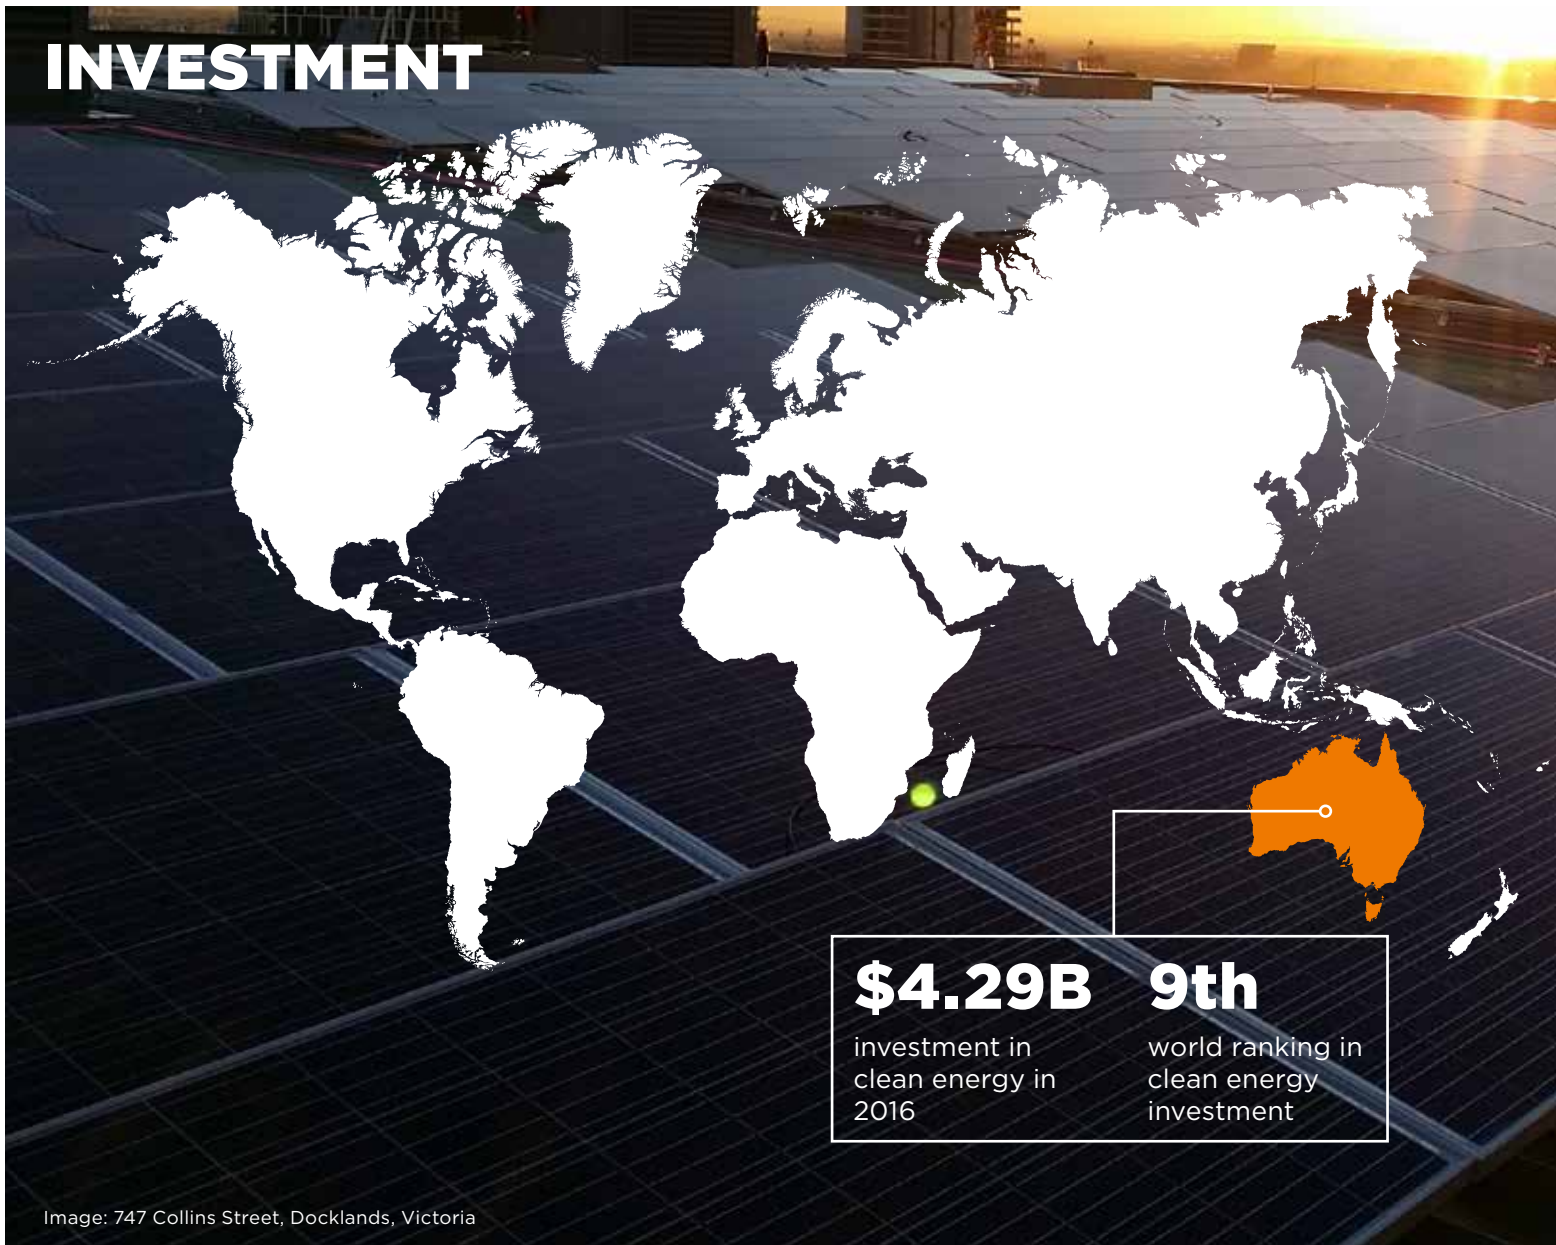 INVESTMENT
$4.29B
investment in
clean energy in
2016
9th
world ranking in
clean energy
investment
Image: 747 Collins Street, Docklands, Victoria